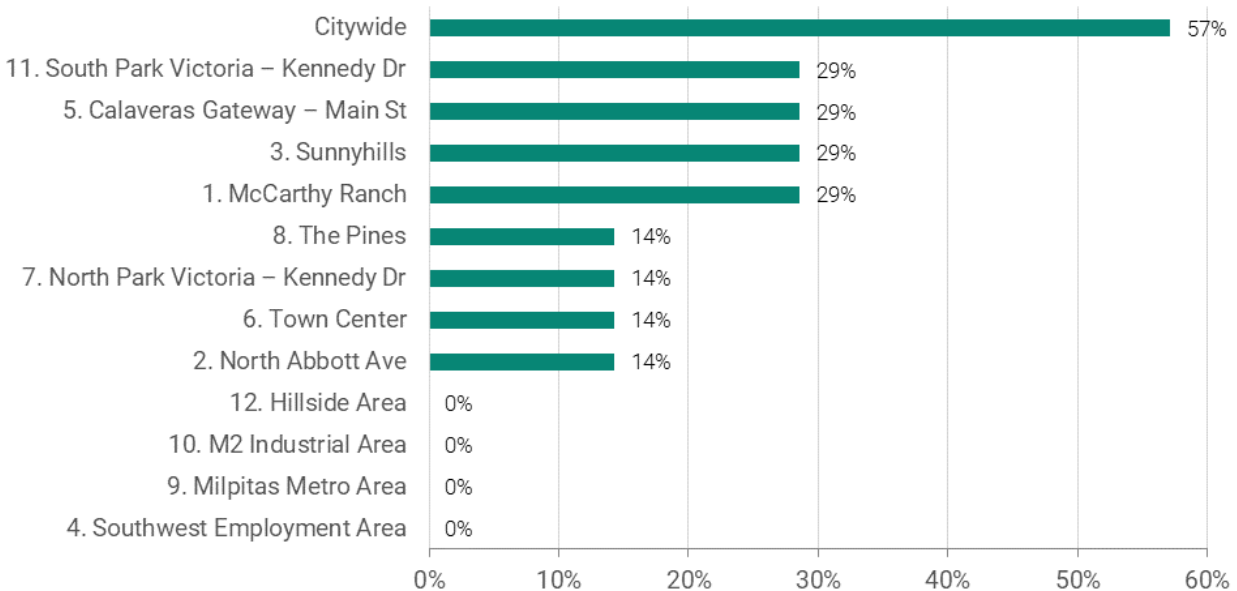 Citywide 57%
11. South Park Victoria – Kennedy Dr 29%
5. Calaveras Gateway – Main St 29%
3. Sunnyhills 29%
1. McCarthy Ranch 29%
8. The Pines 14%
7. North Park Victoria – Kennedy Dr 14%
6. Town Center 14%
2. North Abbott Ave 14%
12. Hillside Area 0%
10. M2 Industrial Area 0%
9. Milpitas Metro Area 0%
4. Southwest Employment Area 0%
0% 10% 20% 30% 40% 50% 60%